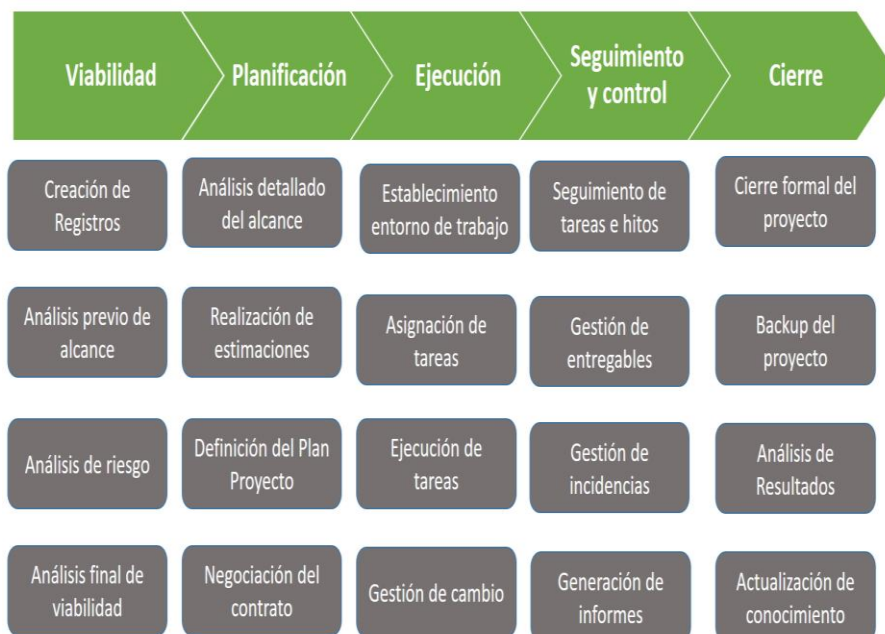 Viabilidad
Planificación
Ejecución
Seguimiento
y control
Cierre
Creación de
Registros
Análisis detallado
del alcance
Establecimiento
entorno de trabajo
Seguimiento de
tareas e hitos
Cierre formal del
proyecto
Análisis previo de
alcance
Realización de
estimaciones
Asignación de
tareas
Gestión de
entregables
Backup del
proyecto
Análisis de riesgo
Definición del Plan
Proyecto
Ejecución de
tareas
Gestión de
incidencias
Análisis de
Resultados
Análisis final de
viabilidad
Negociación del
contrato
Gestión de cambio
Generación de
informes
Actualización de
conocimiento